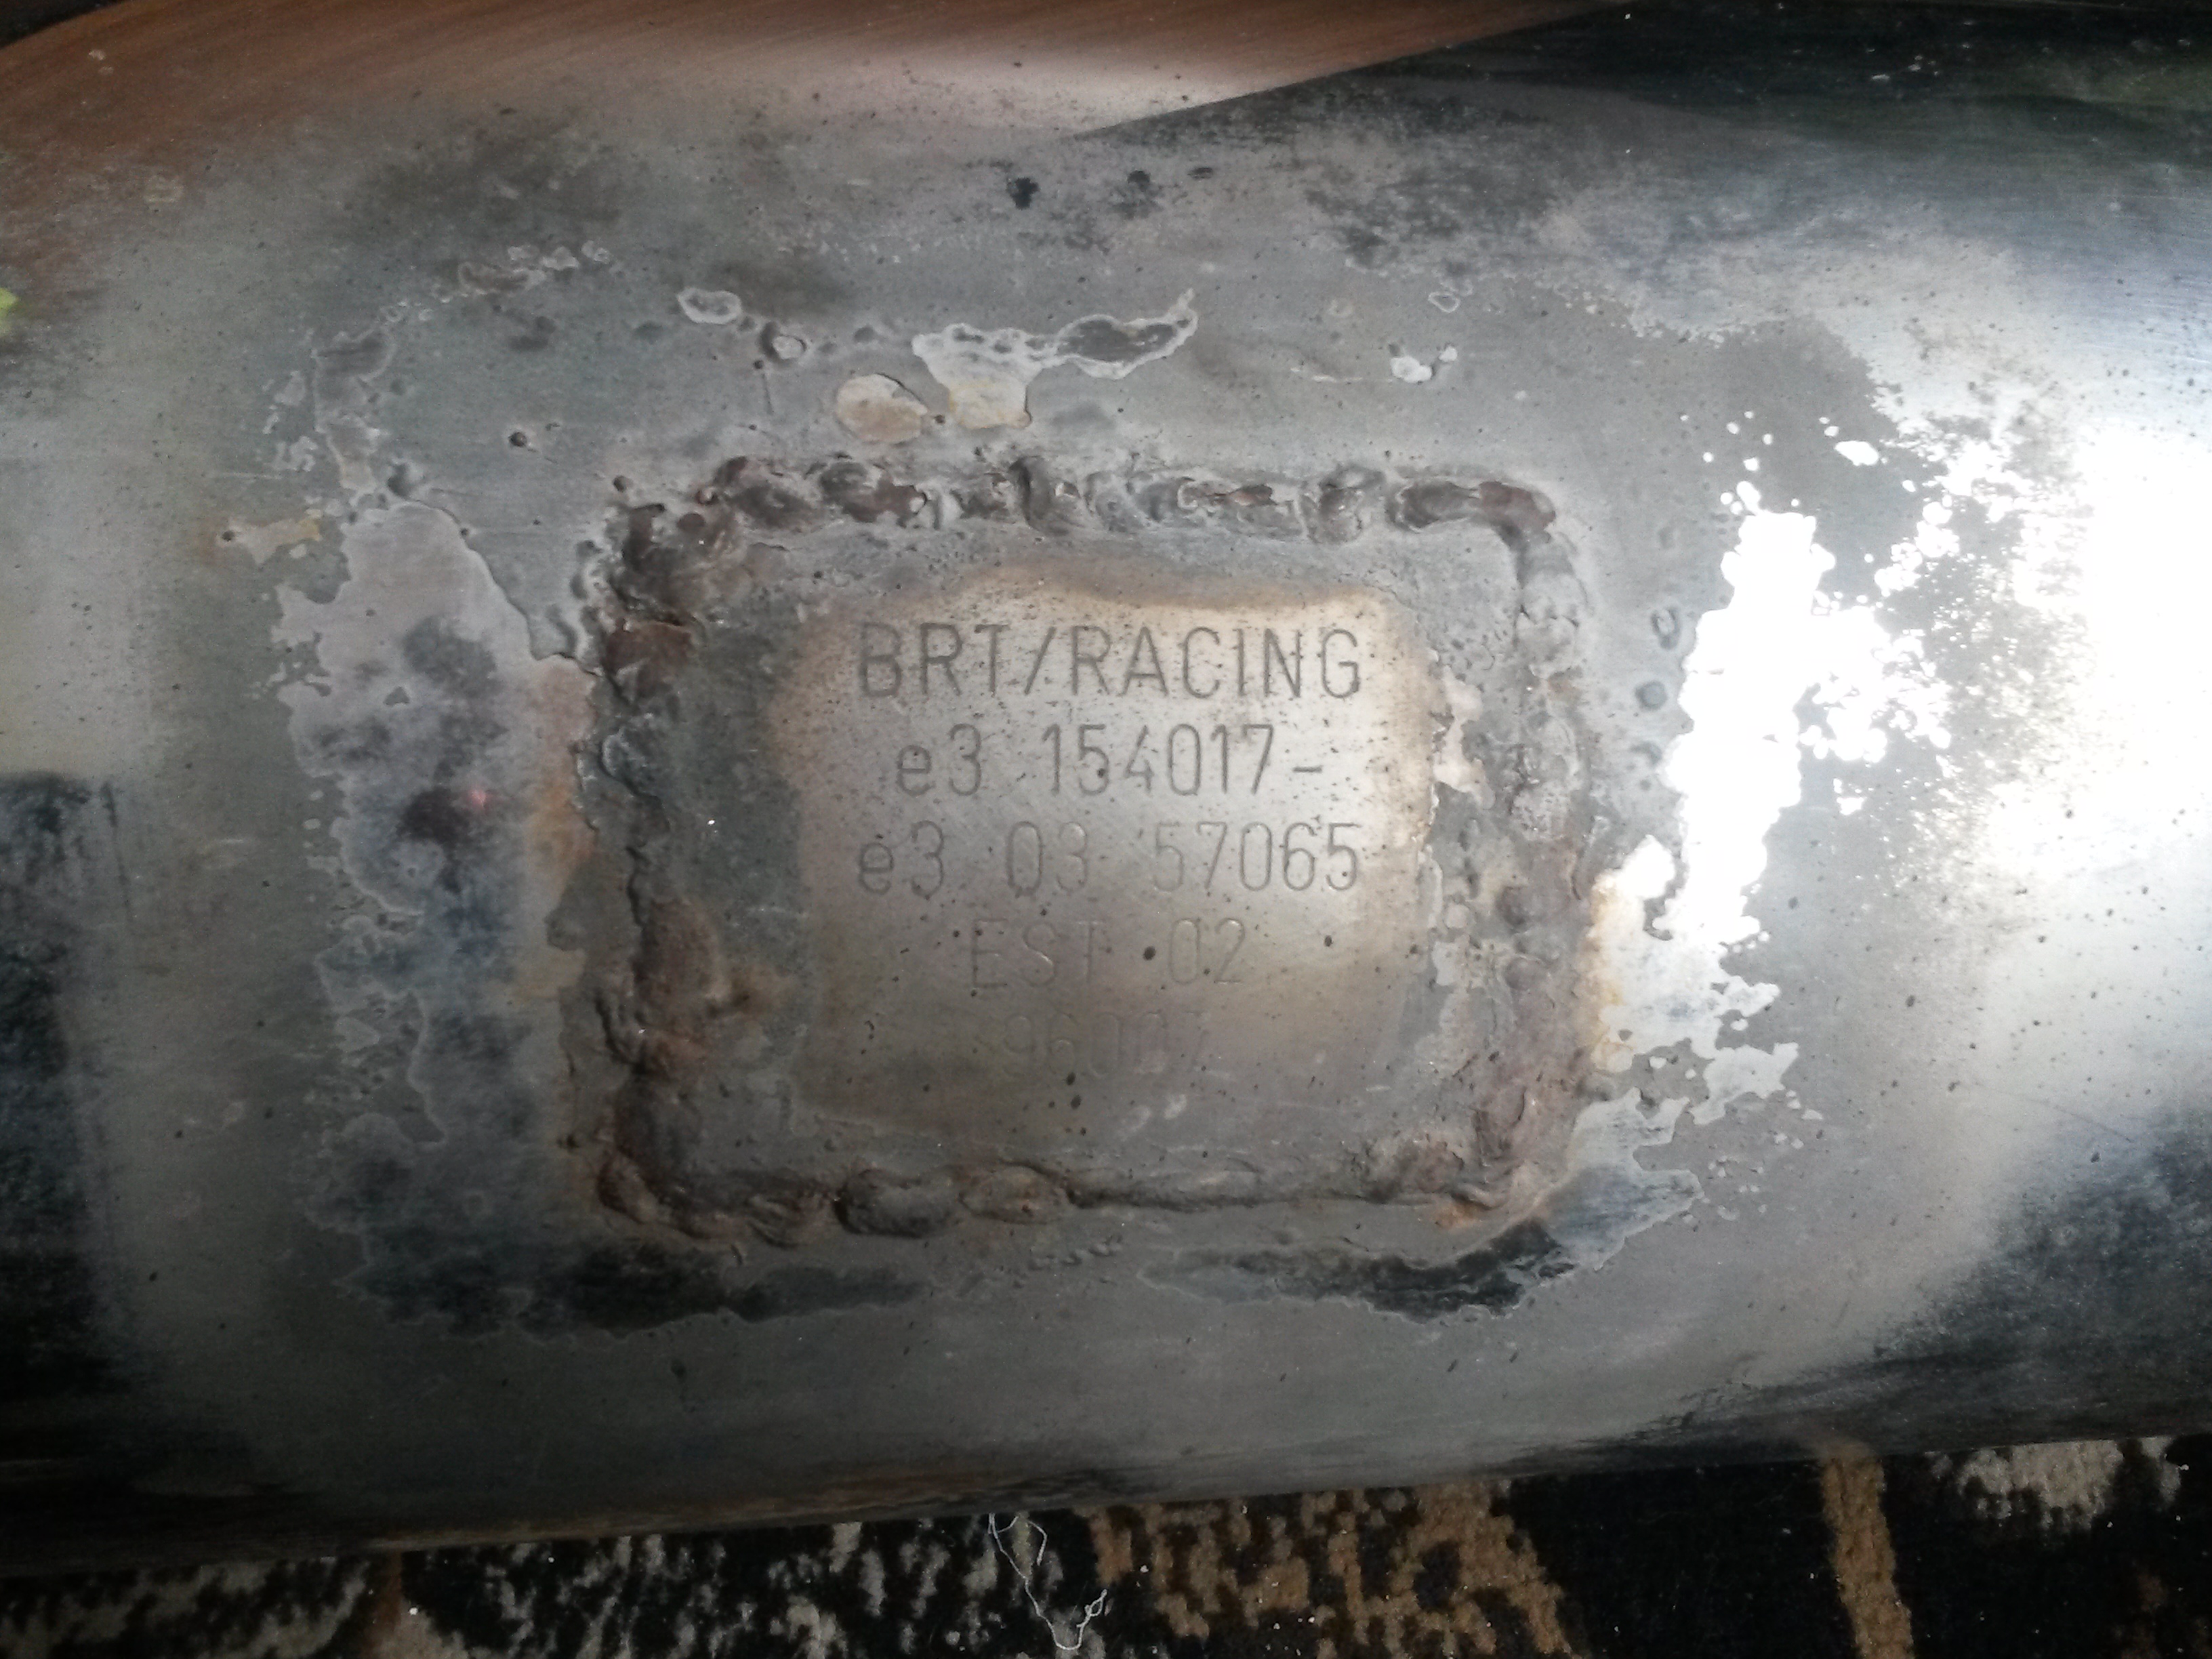 BRT/RACING
e3 154017-
e3 03 57065
EST 02